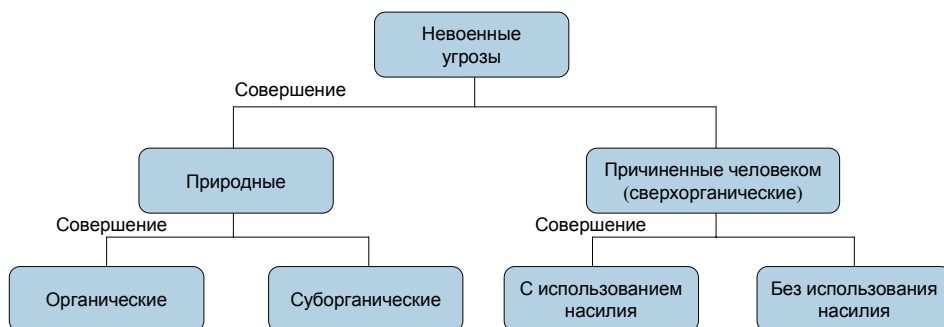 Невоенные
угрозы
Совершение
Природные
Причиненные человеком
(сверхорганические)
Совершение
Совершение
Органические
Суборганические
С использованием
насилия
Без использования
насилия